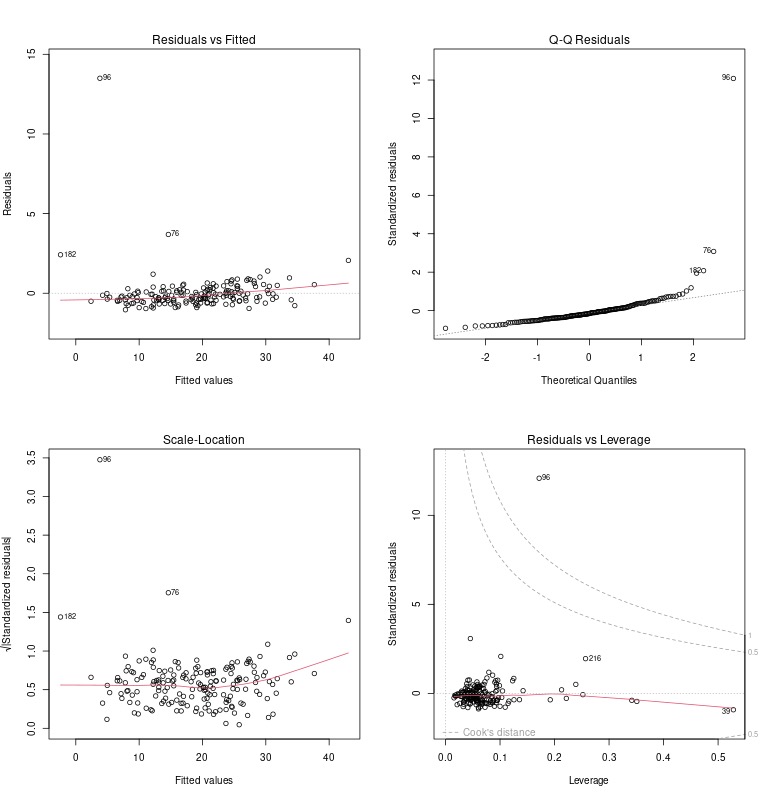 Residuals vs Fitted
Residuals
15
10
5
0
96
76
182
0 10 20 30 40
Fitted values
Q-Q Residuals
Standardized residuals
12
10
8
6
4
2
0
96
76
182
-2 -1 0 1 2
Theoretical Quantiles
Scale-Location
√|Standardized residuals|
3.5
3.0
2.5
2.0
1.5
1.0
0.5
0.0
96
76
182
0 10 20 30 40
Fitted values
Residuals vs Leverage
Standardized residuals
10
5
0
96
216
39
1
0.5
0.5
Cook's distance
0.0 0.1 0.2 0.3 0.4 0.5
Leverage